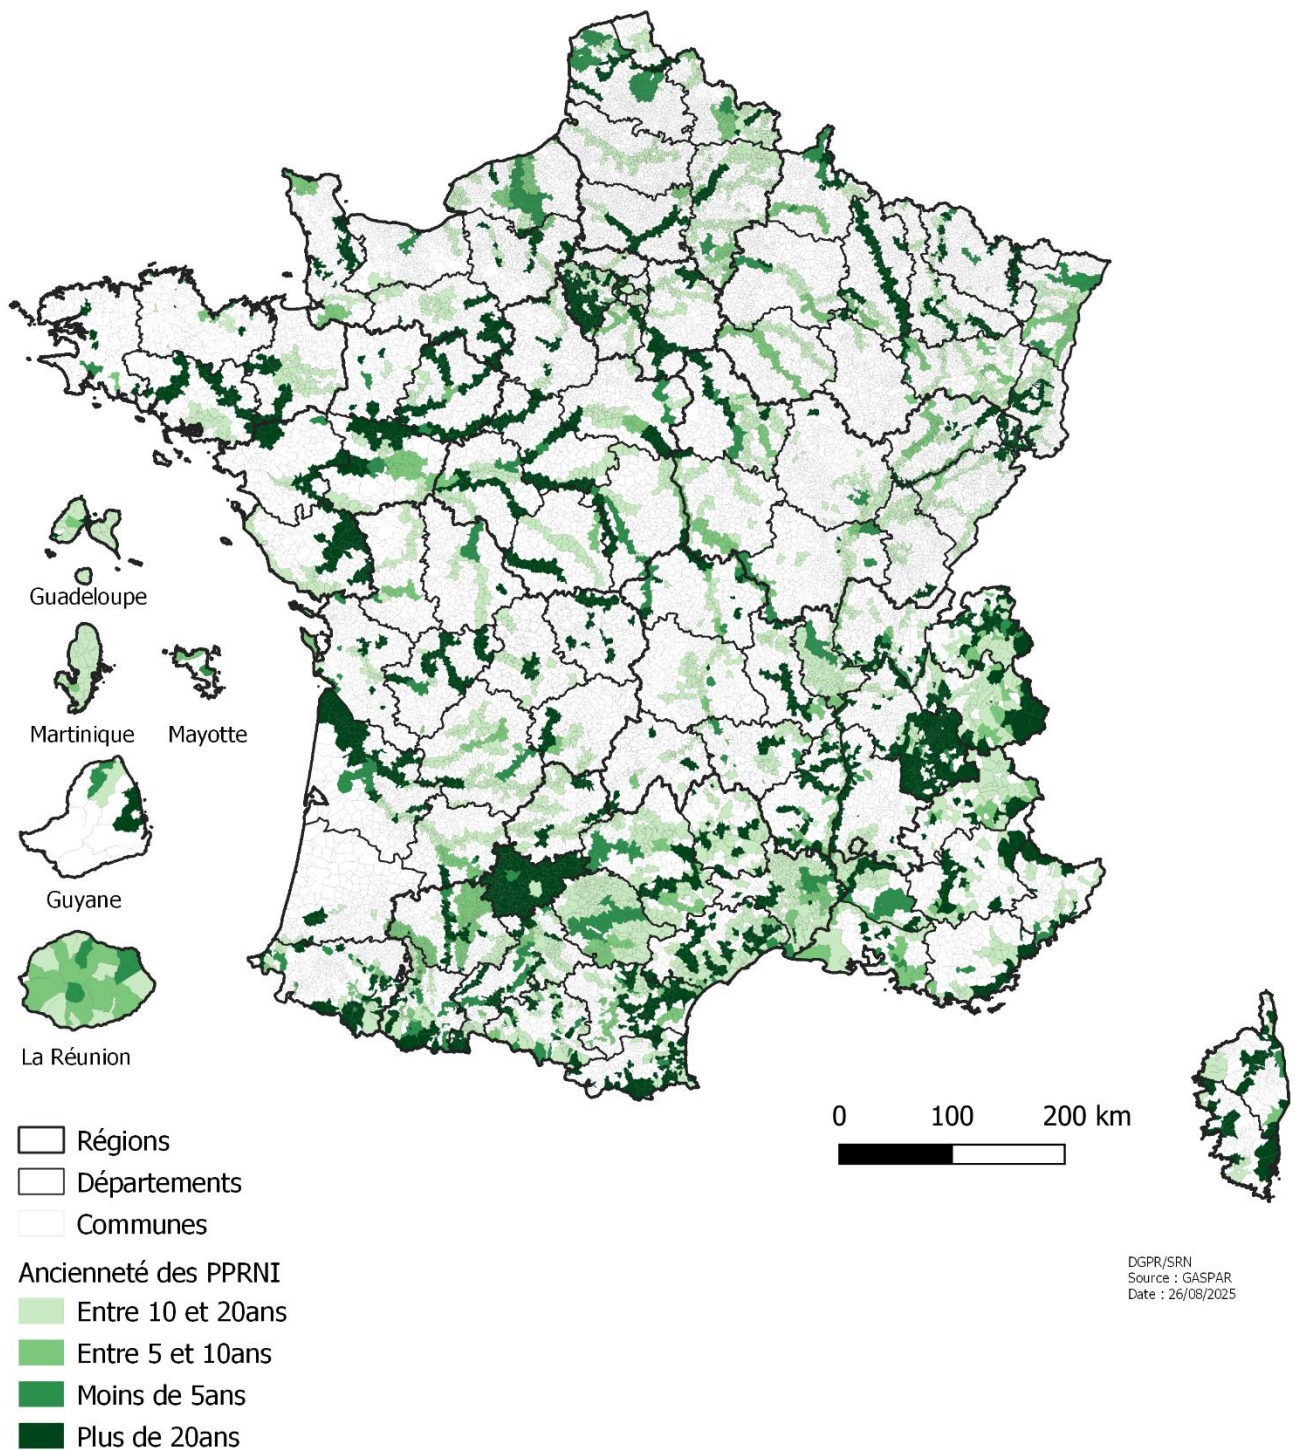 Guadeloupe
Martinique
Mayotte
Guyane
La Réunion
0 100 200 km
Régions
Départements
Communes
Ancienneté des PPRNI
Entre 10 et 20ans
Entre 5 et 10ans
Moins de 5ans
Plus de 20ans
DGPR/SRN
Source : GASPAR
Date : 26/08/2025